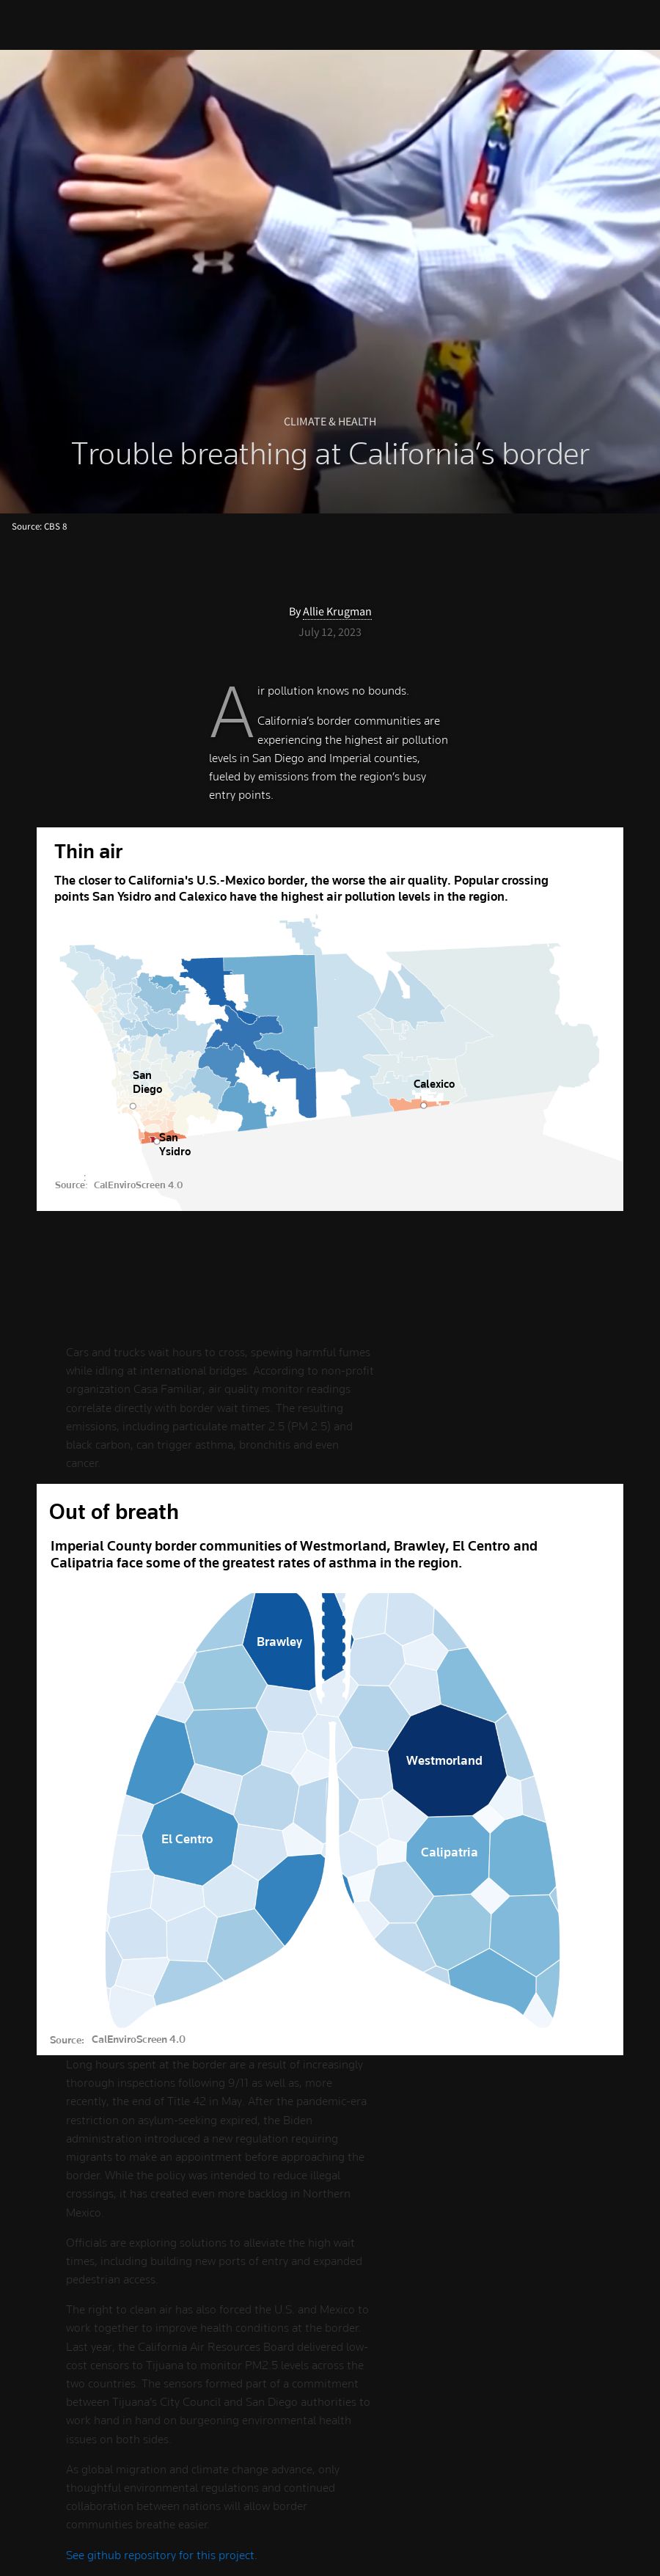 CLIMATE & HEALTH
Trouble breathing at California's border
Source: CBS 8
By Allie Krugman
July 12, 2023
Air pollution knows no bounds.
California's border communities are
experiencing the highest air pollution
levels in San Diego and Imperial counties,
fueled by emissions from the region's busy
entry points.
Thin air
The closer to California's U.S.-Mexico border, the worse the air quality. Popular crossing
points San Ysidro and Calexico have the highest air pollution levels in the region.
San
Diego
Calexico
San
Ysidro
Source: CalEnviroScreen 4.0
Cars and trucks wait hours to cross, spewing harmful fumes
while idling at international bridges. According to non-profit
organization Casa Familiar, air quality monitor readings
correlate directly with border wait times. The resulting
emissions, including particulate matter 2.5 (PM 2.5) and
black carbon, can trigger asthma, bronchitis and even
cancer.
Out of breath
Imperial County border communities of Westmorland, Brawley, El Centro and
Calipatria face some of the greatest rates of asthma in the region.
Brawley
Westmorland
El Centro
Calipatria
Source: CalEnviroScreen 4.0
Long hours spent at the border are a result of increasingly
thorough inspections following 9/11 as well as, more
recently, the end of Title 42 in May. After the pandemic-era
restriction on asylum-seeking expired, the Biden
administration introduced a new regulation requiring
migrants to make an appointment before approaching the
border. While the policy was intended to reduce illegal
crossings, it has created even more backlog in Northern
Mexico.
Officials are exploring solutions to alleviate the high wait
times, including building new ports of entry and expanded
pedestrian access.
The right to clean air has also forced the U.S. and Mexico to
work together to improve health conditions at the border.
Last year, the California Air Resources Board delivered low-
cost censors to Tijuana to monitor PM2.5 levels across the
two countries. The sensors formed part of a commitment
between Tijuana's City Council and San Diego authorities to
work hand in hand on burgeoning environmental health
issues on both sides.
As global migration and climate change advance, only
thoughtful environmental regulations and continued
collaboration between nations will allow border
communities breathe easier.
See github repository for this project.